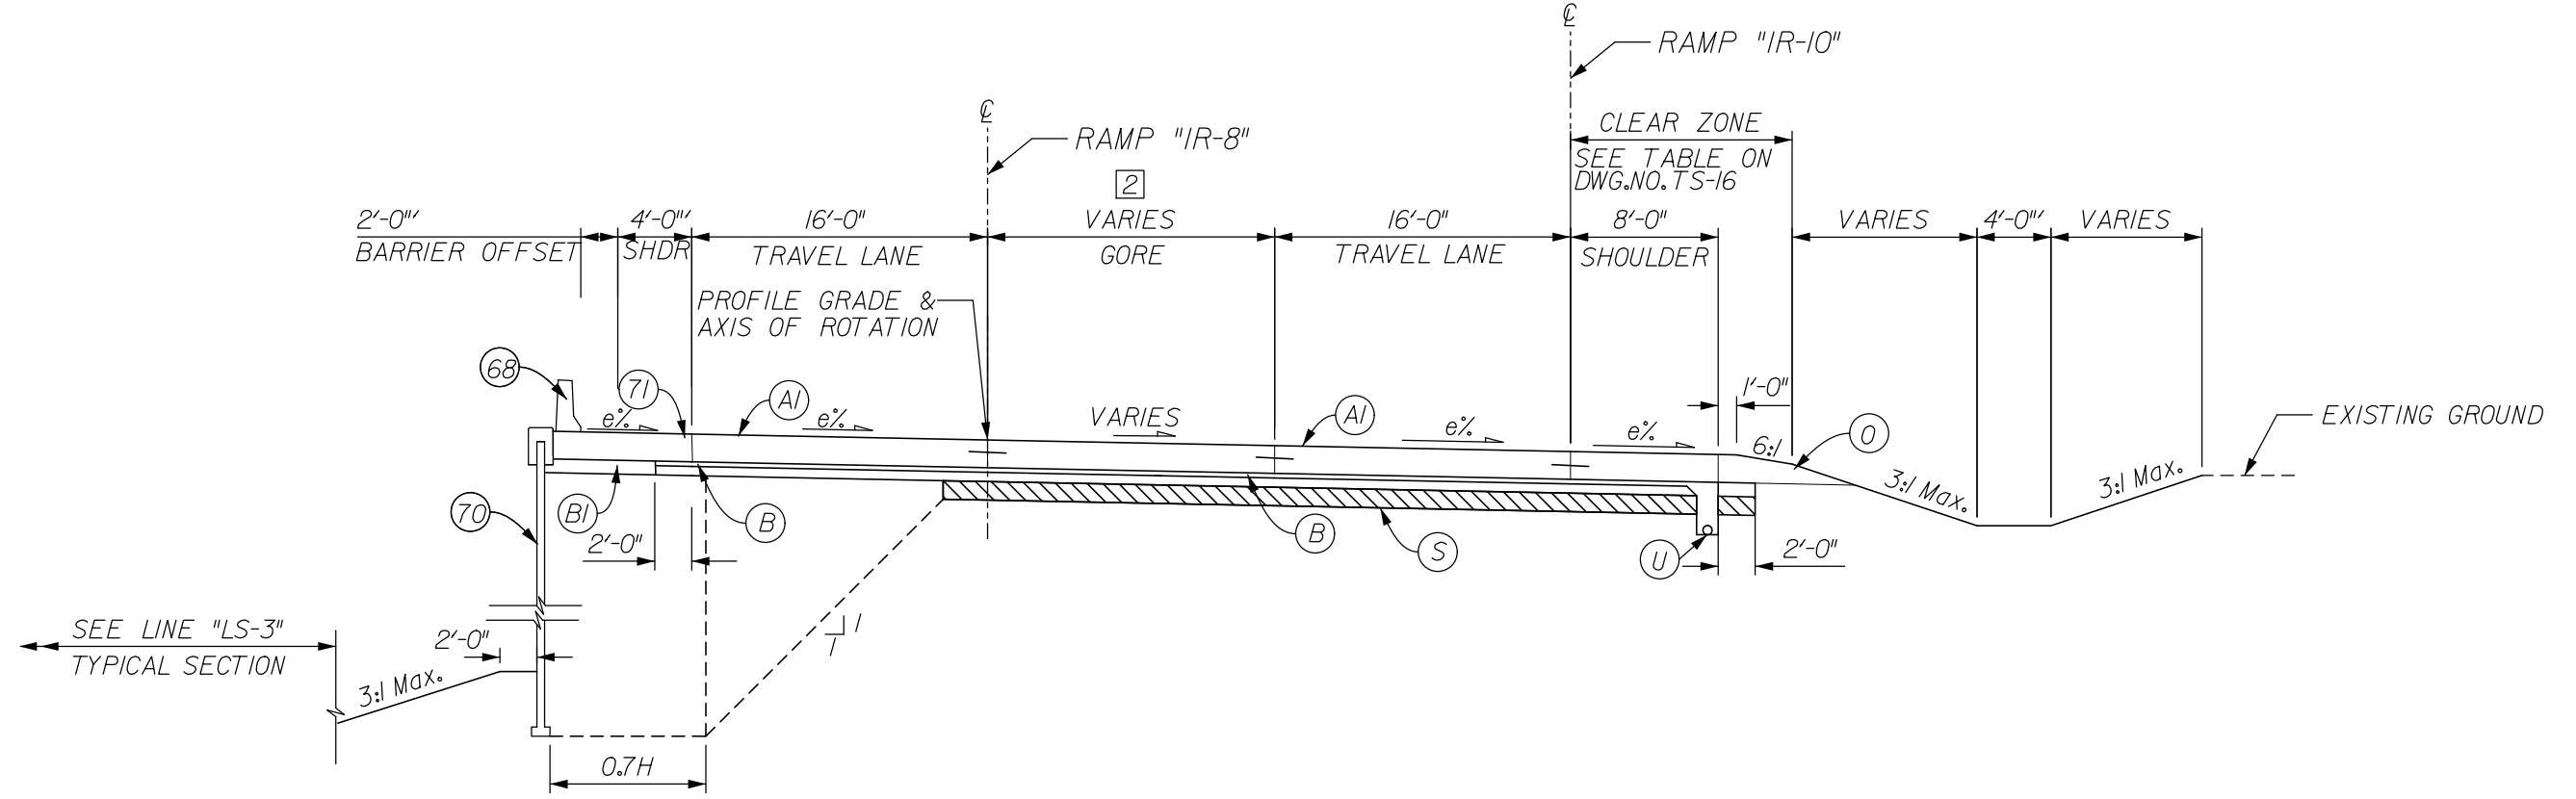 ℄
RAMP "IR-10"
℄
RAMP "IR-8"
2
CLEAR ZONE
SEE TABLE ON
DWG.NO.TS-16
2'-0"'
BARRIER OFFSET
4'-0"'
SHDR
16'-0"
TRAVEL LANE
VARIES
GORE
16'-0"
TRAVEL LANE
8'-0"
SHOULDER
VARIES
4'-0"'
VARIES
PROFILE GRADE &
AXIS OF ROTATION
68
71
A1
e%
e%
VARIES
A1
e%
e%
1'-0"
6:1
O
EXISTING GROUND
3:1 Max.
3:1 Max.
70
B1
B
2'-0"
B
S
U
2'-0"
SEE LINE "LS-3"
TYPICAL SECTION
2'-0"
3:1 Max.
1
1
0.7H